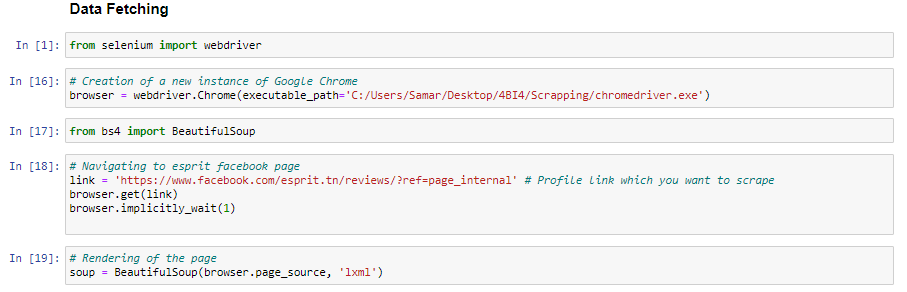 Data Fetching
In [1]: from selenium import webdriver
In [16]: # Creation of a new instance of Google Chrome
browser = webdriver.Chrome(executable_path='C:/Users/Samar/Desktop/4BI4/Scrapping/chromedriver.exe')
In [17]: from bs4 import BeautifulSoup
In [18]: # Navigating to esprit facebook page
link = 'https://www.facebook.com/esprit.tn/reviews/?ref=page_internal' # Profile link which you want to scrape
browser.get(link)
browser.implicitly_wait(1)
In [19]: # Rendering of the page
soup = BeautifulSoup(browser.page_source, 'lxml')